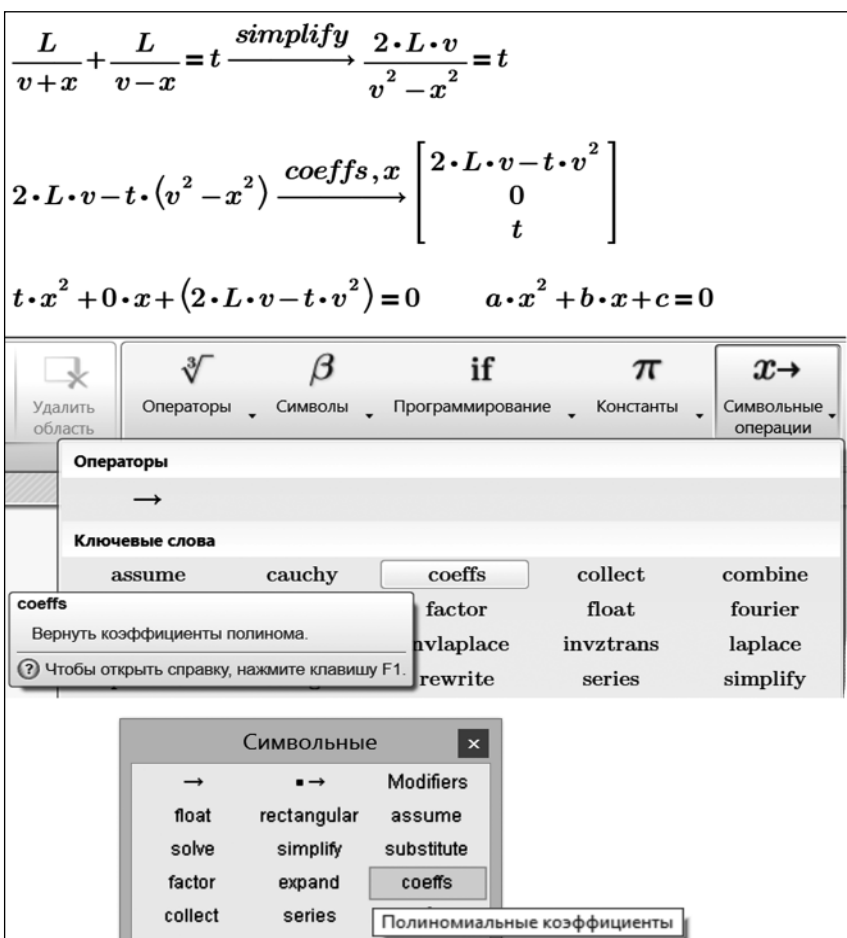 L/(v+x) + L/(v−x) = t simplify→ 2·L·v/(v²−x²) = t
2·L·v−t·(v²−x²) coeffs,x→ [2·L·v−t·v²
0
t]
t·x²+0·x+(2·L·v−t·v²)=0 a·x²+b·x+c=0
∛ β if π x→
Удалить область Операторы Символы Программирование Константы Символьные операции
Операторы
→
Ключевые слова
assume cauchy coeffs collect combine
coeffs
factor float fourier
Вернуть коэффициенты полинома.
nvlaplace invztrans laplace
? Чтобы открыть справку, нажмите клавишу F1.
rewrite series simplify
Символьные ×
→ ▪→ Modifiers
float rectangular assume
solve simplify substitute
factor expand coeffs
collect series
Полиномиальные коэффициенты